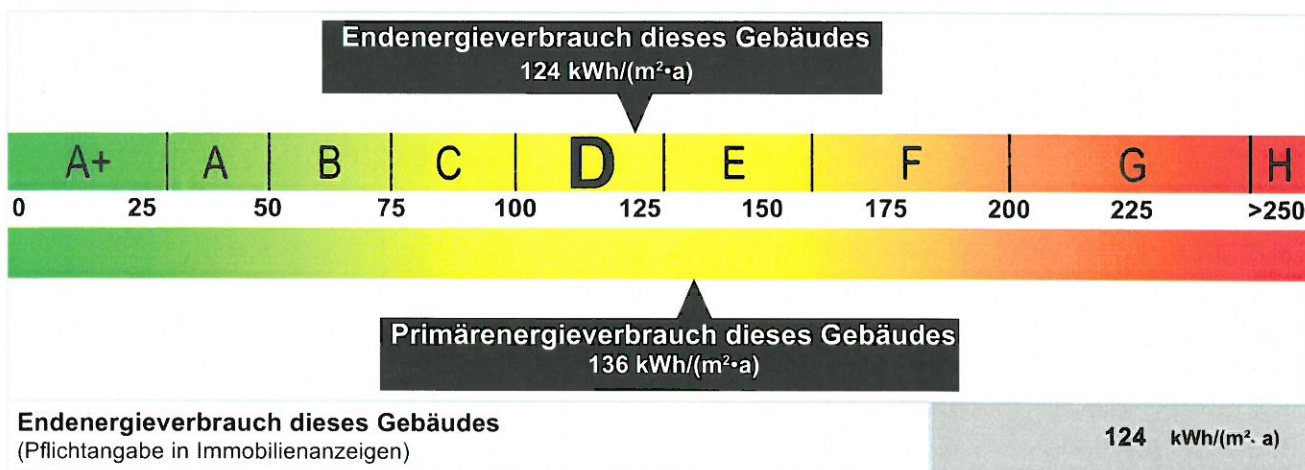 Endenergieverbrauch dieses Gebäudes
124 kWh/(m²•a)
A+ A B C D E F G H
0 25 50 75 100 125 150 175 200 225 >250
Primärenergieverbrauch dieses Gebäudes
136 kWh/(m²•a)
Endenergieverbrauch dieses Gebäudes
(Pflichtangabe in Immobilienanzeigen)
124 kWh/(m²· a)